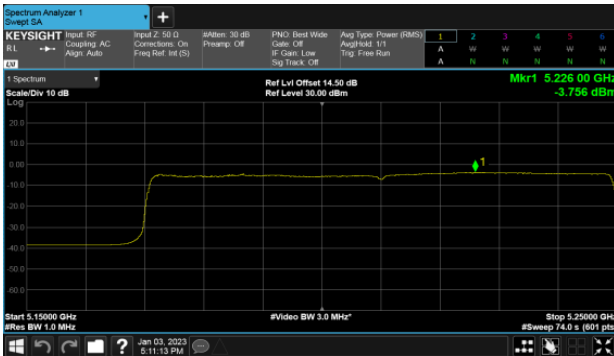 Spectrum Analyzer 1
Swept SA
KEYSIGHT
RL
LXI
Input: RF
Coupling: AC
Align: Auto
Input Z: 50 Ω
Corrections: On
Freq Ref: Int (S)
#Atten: 30 dB
Preamp: Off
PNO: Best Wide
Gate: Off
IF Gain: Low
Sig Track: Off
Avg Type: Power (RMS)
Avg|Hold: 1/1
Trig: Free Run
1 2 3 4 5 6
A W W W W W
A N N N N N
1 Spectrum
Scale/Div 10 dB
Log
Ref Lvl Offset 14.50 dB
Ref Level 30.00 dBm
Mkr1 5.226 00 GHz
-3.756 dBm
20.0
10.0
0.00
-10.0
-20.0
-30.0
-40.0
-50.0
-60.0
1
Start 5.15000 GHz
#Res BW 1.0 MHz
#Video BW 3.0 MHz*
Stop 5.25000 GHz
#Sweep 74.0 s (601 pts)
?
Jan 03, 2023
5:11:13 PM